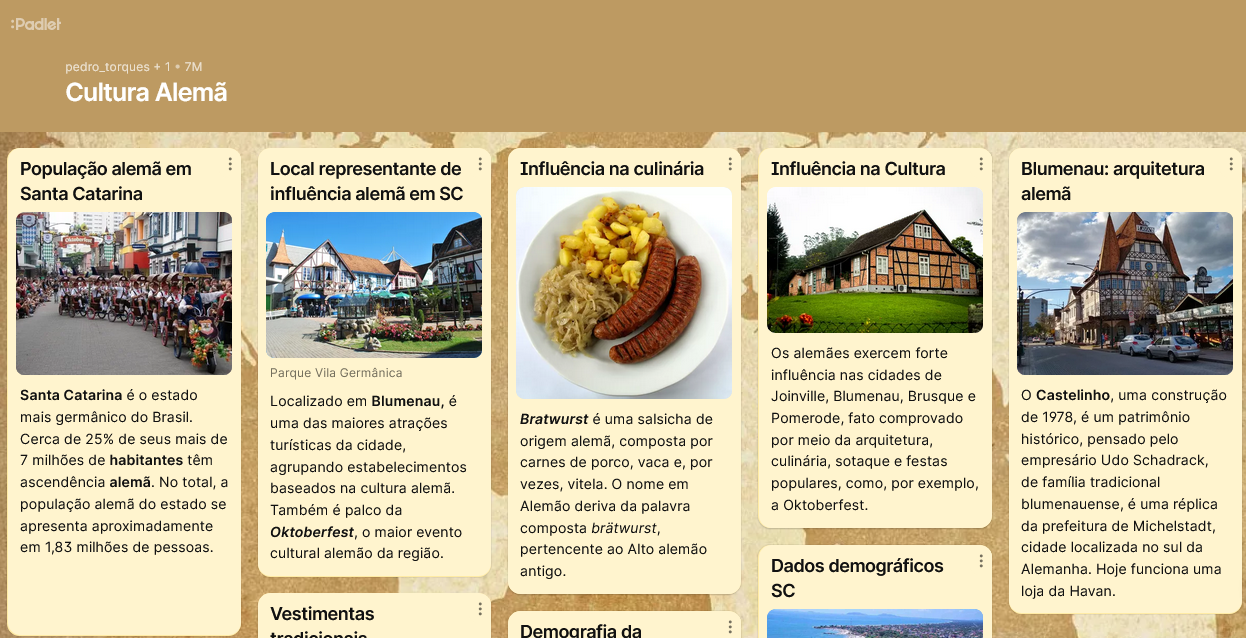 :Padlet
pedro_torques + 1 • 7M
Cultura Alemã
População alemã em
Santa Catarina
Oktoberfest
Santa Catarina é o estado
mais germânico do Brasil.
Cerca de 25% de seus mais de
7 milhões de habitantes têm
ascendência alemã. No total, a
população alemã do estado se
apresenta aproximadamente
em 1,83 milhões de pessoas.
Local representante de
influência alemã em SC
Parque Vila Germânica
Localizado em Blumenau, é
uma das maiores atrações
turísticas da cidade,
agrupando estabelecimentos
baseados na cultura alemã.
Também é palco da
Oktoberfest, o maior evento
cultural alemão da região.
Vestimentas
tradicionais
Influência na culinária
Bratwurst é uma salsicha de
origem alemã, composta por
carnes de porco, vaca e, por
vezes, vitela. O nome em
Alemão deriva da palavra
composta brätwurst,
pertencente ao Alto alemão
antigo.
Demografia da
Influência na Cultura
Os alemães exercem forte
influência nas cidades de
Joinville, Blumenau, Brusque e
Pomerode, fato comprovado
por meio da arquitetura,
culinária, sotaque e festas
populares, como, por exemplo,
a Oktoberfest.
Dados demográficos
SC
Blumenau: arquitetura
alemã
O Castelinho, uma construção
de 1978, é um patrimônio
histórico, pensado pelo
empresário Udo Schadrack,
de família tradicional
blumenauense, é uma réplica
da prefeitura de Michelstadt,
cidade localizada no sul da
Alemanha. Hoje funciona uma
loja da Havan.